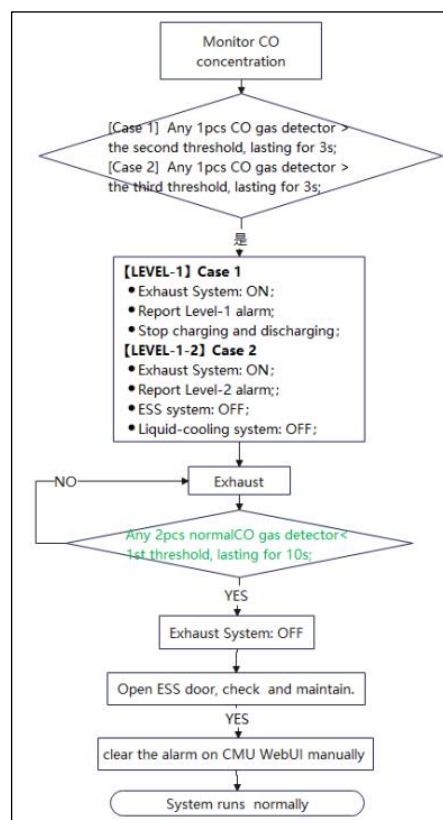 Monitor CO
concentration
[Case 1] Any 1pcs CO gas detector >
the second threshold, lasting for 3s;
[Case 2] Any 1pcs CO gas detector >
the third threshold, lasting for 3s;
是
【LEVEL-1】Case 1
●Exhaust System: ON;
●Report Level-1 alarm;
●Stop charging and discharging;
【LEVEL-1-2】Case 2
●Exhaust System: ON;
●Report Level-2 alarm;;
●ESS system: OFF;
●Liquid-cooling system: OFF;
NO
Exhaust
Any 2pcs normalCO gas detector<
1st threshold, lasting for 10s;
YES
Exhaust System: OFF
Open ESS door, check and maintain.
YES
clear the alarm on CMU WebUI manually
System runs normally